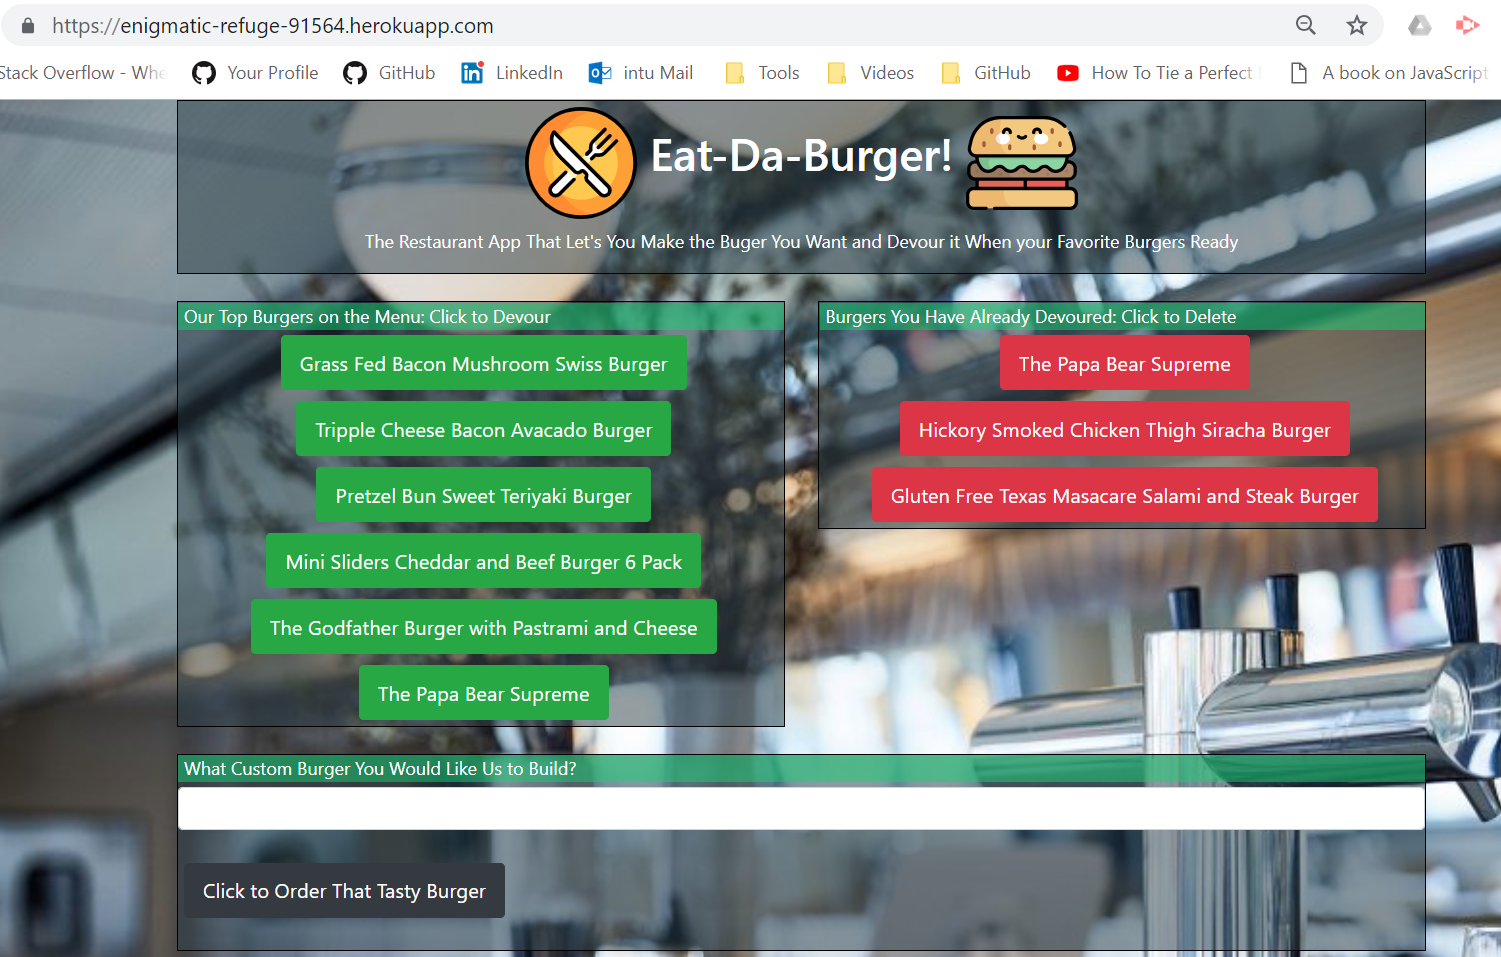 https://enigmatic-refuge-91564.herokuapp.com
Stack Overflow - Whe
Your Profile
GitHub
LinkedIn
intu Mail
Tools
Videos
GitHub
How To Tie a Perfect
A book on JavaScript
Eat-Da-Burger!
The Restaurant App That Let's You Make the Buger You Want and Devour it When your Favorite Burgers Ready
Our Top Burgers on the Menu: Click to Devour
Grass Fed Bacon Mushroom Swiss Burger
Tripple Cheese Bacon Avacado Burger
Pretzel Bun Sweet Teriyaki Burger
Mini Sliders Cheddar and Beef Burger 6 Pack
The Godfather Burger with Pastrami and Cheese
The Papa Bear Supreme
Burgers You Have Already Devoured: Click to Delete
The Papa Bear Supreme
Hickory Smoked Chicken Thigh Siracha Burger
Gluten Free Texas Masacare Salami and Steak Burger
What Custom Burger You Would Like Us to Build?
Click to Order That Tasty Burger